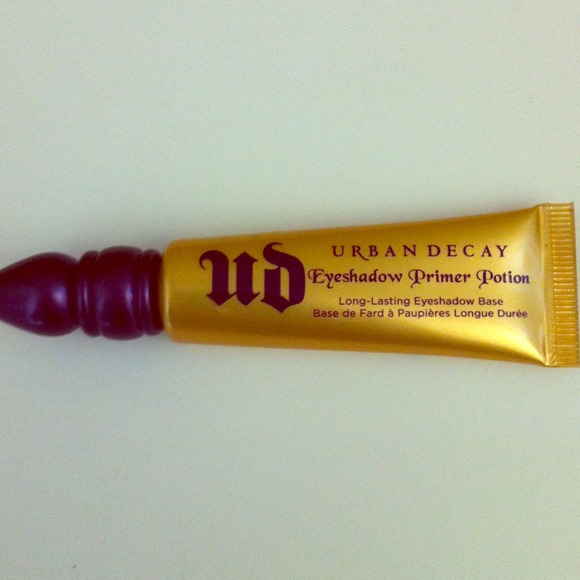 ud
URBAN DECAY
Eyeshadow Primer Potion
Long-Lasting Eyeshadow Base
Base de Fard à Paupières Longue Durée